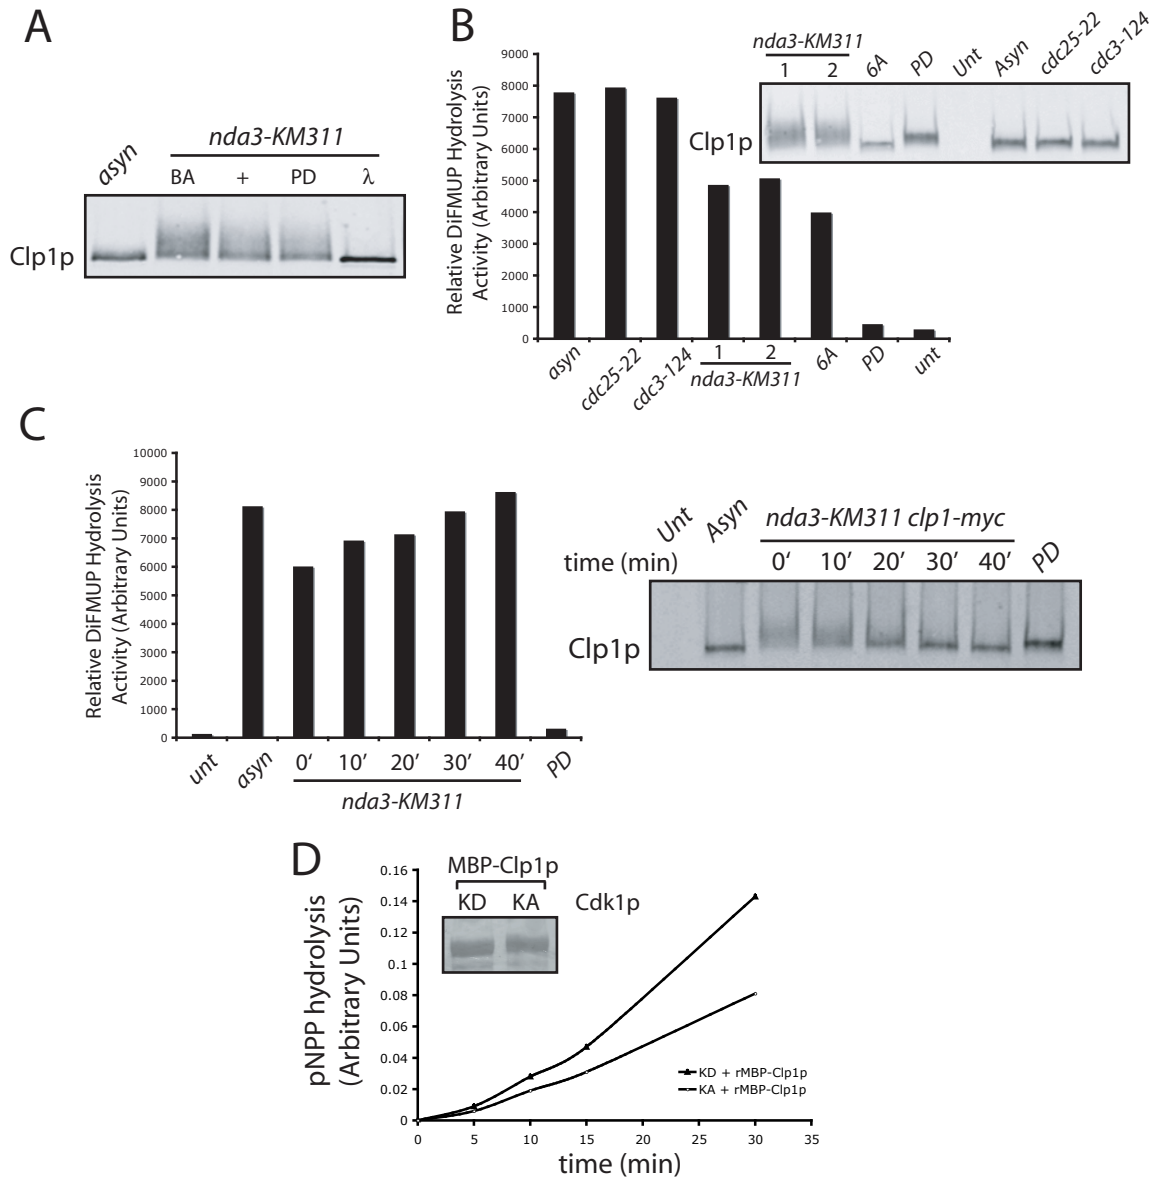 A
asyn
nda3-KM311
BA + PD λ
Clp1p
B
Relative DiFMUP Hydrolysis
Activity (Arbitrary Units)
9000
8000
7000
6000
5000
4000
3000
2000
1000
0
asyn cdc25-22 cdc3-124 1 2 6A PD unt
nda3-KM311
nda3-KM311
1 2 6A PD Unt Asyn cdc25-22 cdc3-124
Clp1p
C
Relative DiFMUP Hydrolysis
Activity (Arbitrary Units)
10000
9000
8000
7000
6000
5000
4000
3000
2000
1000
0
unt asyn 0‘ 10’ 20’ 30’ 40’ PD
nda3-KM311
Unt Asyn nda3-KM311 clp1-myc
time (min) 0‘ 10’ 20’ 30’ 40’ PD
Clp1p
D
pNPP hydrolysis
(Arbitrary Units)
0.16
0.14
0.12
0.1
0.08
0.06
0.04
0.02
0
MBP-Clp1p
KD KA Cdk1p
KD + rMBP-Clp1p
KA + rMBP-Clp1p
0 5 10 15 20 25 30 35
time (min)